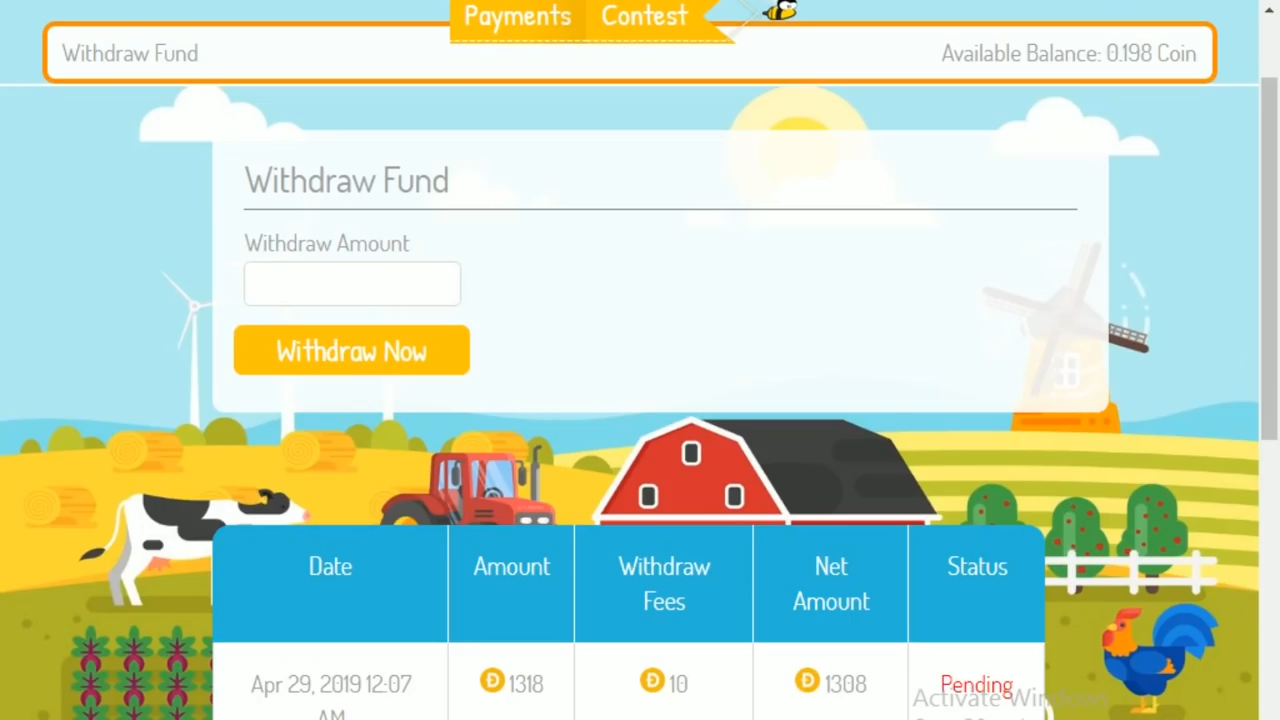 Payments Contest
Withdraw Fund
Available Balance: 0.198 Coin
Withdraw Fund
Withdraw Amount
Withdraw Now
Date
Amount
Withdraw
Fees
Net
Amount
Status
Apr 29, 2019 12:07
AM
1318
10
1308
Pending
Activate Windows